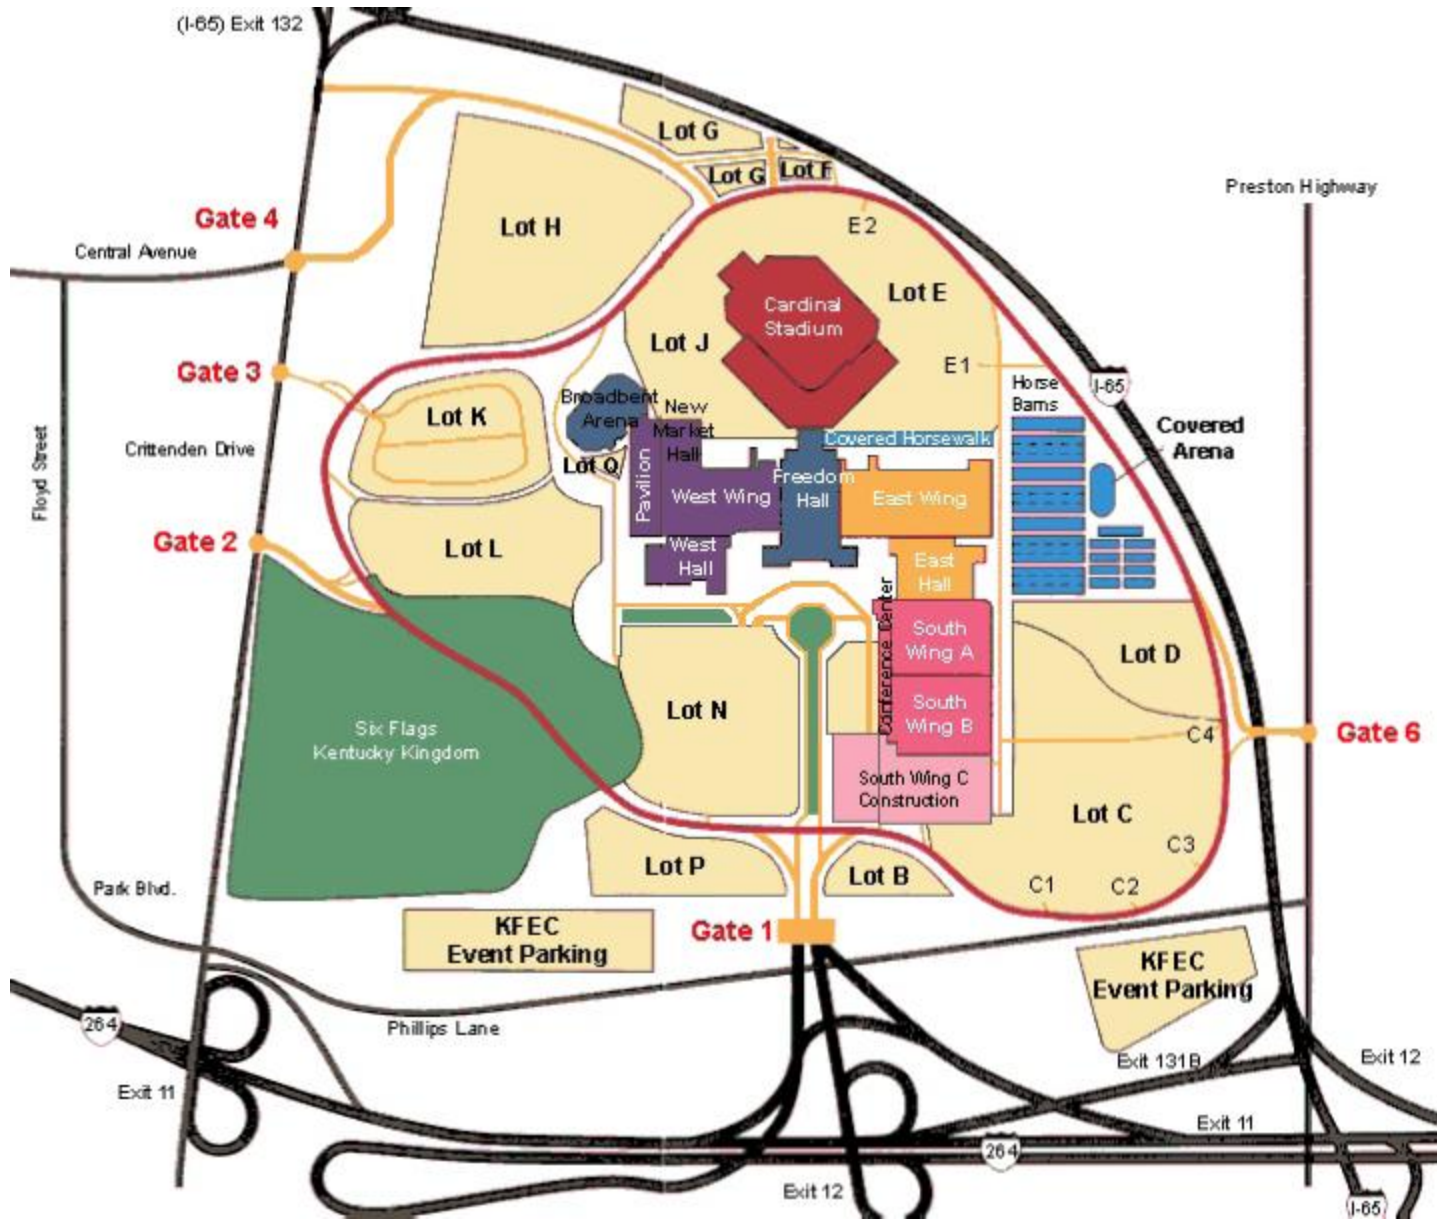 (I-65) Exit 132
Lot G
Lot G
Lot F
Preston Highway
Gate 4
Central Avenue
Lot H
E2
Lot E
Cardinal
Stadium
Lot J
Gate 3
E1
Horse
Barns
I-65
Broadbent
Arena
New
Market
Hall
Lot K
Covered
Arena
Covered Horsewalk
Crittenden Drive
Floyd Street
Lot Q
Pavilion
West Wing
Freedom
Hall
East Wing
Gate 2
Lot L
West
Hall
East
Hall
Conference Center
South
Wing A
Lot D
Lot N
South
Wing B
Six Flags
Kentucky Kingdom
C4
Gate 6
South Wing C
Construction
Lot C
C3
Lot P
Lot B
C1
C2
Park Blvd.
KFEC
Event Parking
Gate 1
KFEC
Event Parking
264
Phillips Lane
Exit 131B
Exit 12
Exit 11
Exit 11
264
Exit 12
I-65